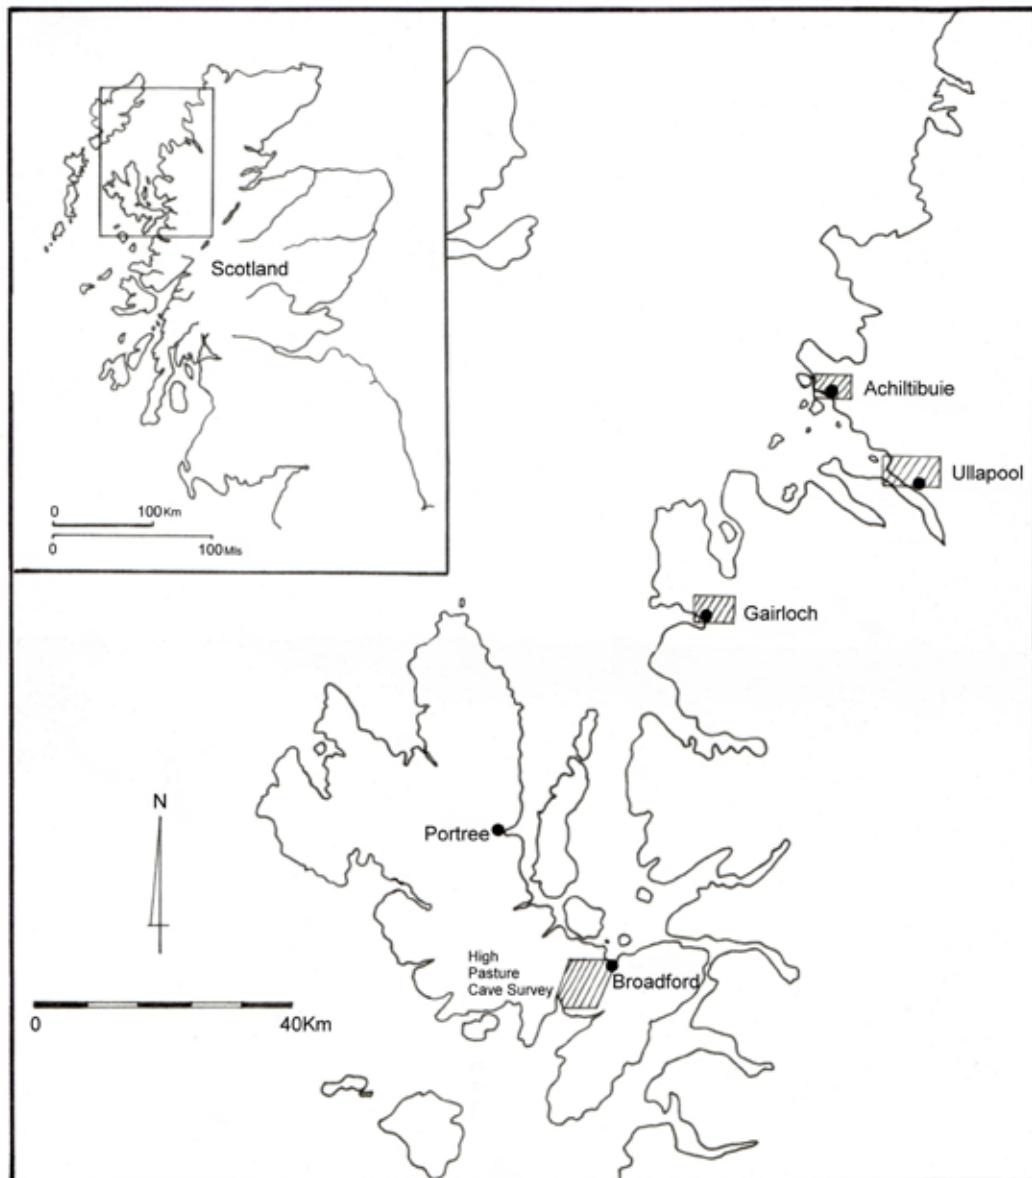 Scotland
0 100Km
0 100Mls
Achiltibuie
Ullapool
Gairloch
N
Portree
High
Pasture
Cave Survey
Broadford
0 40Km